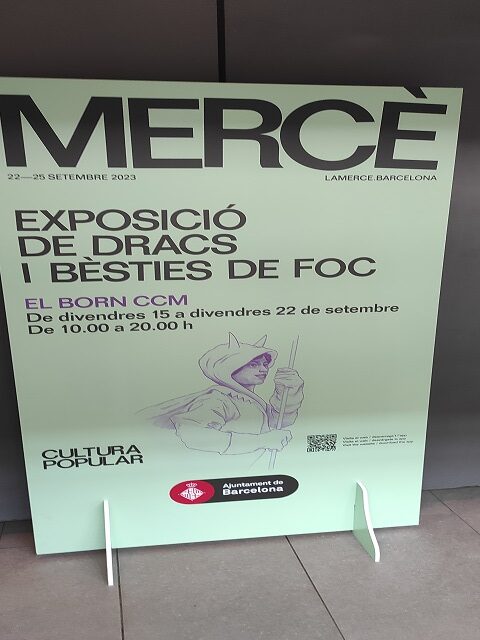 MERCÈ
22—25 SETEMBRE 2023
LAMERCE.BARCELONA
EXPOSICIÓ
DE DRACS
I BÈSTIES DE FOC
EL BORN CCM
De divendres 15 a divendres 22 de setembre
De 10.00 a 20.00 h
CULTURA
POPULAR
Ajuntament de
Barcelona